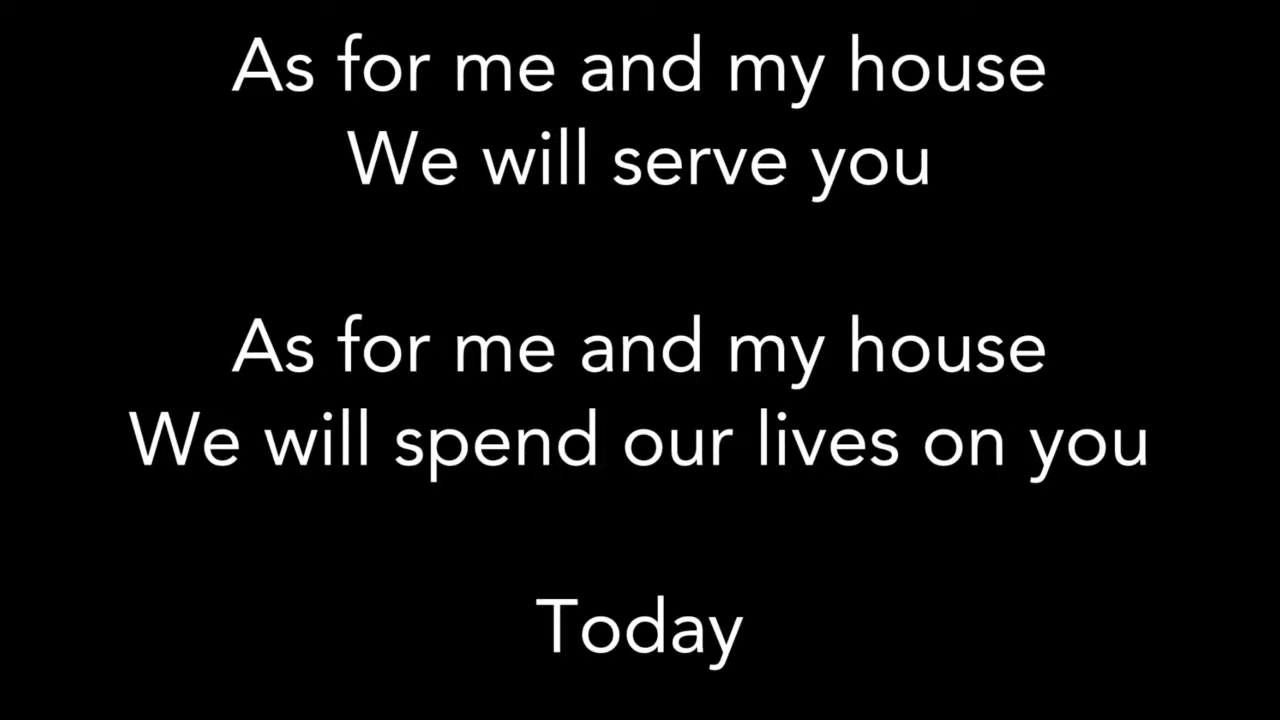 As for me and my house
We will serve you
As for me and my house
We will spend our lives on you
Today